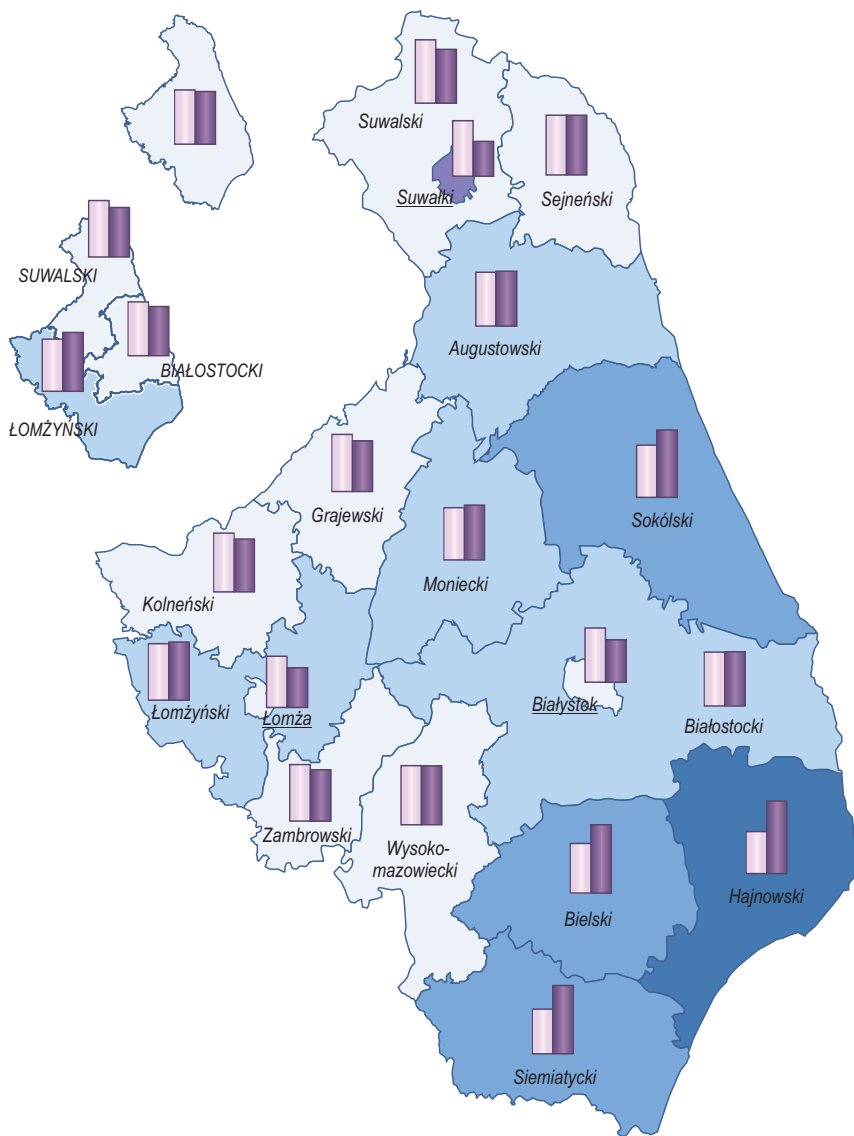 Suwalski
Suwałki
Sejneński
SUWALSKI
BIAŁOSTOCKI
ŁOMŻYŃSKI
Augustowski
Grajewski
Sokólski
Moniecki
Kolneński
Łomżyński
Łomża
Białystok
Białostocki
Zambrowski
Wysoko-
mazowiecki
Bielski
Hajnowski
Siemiatycki